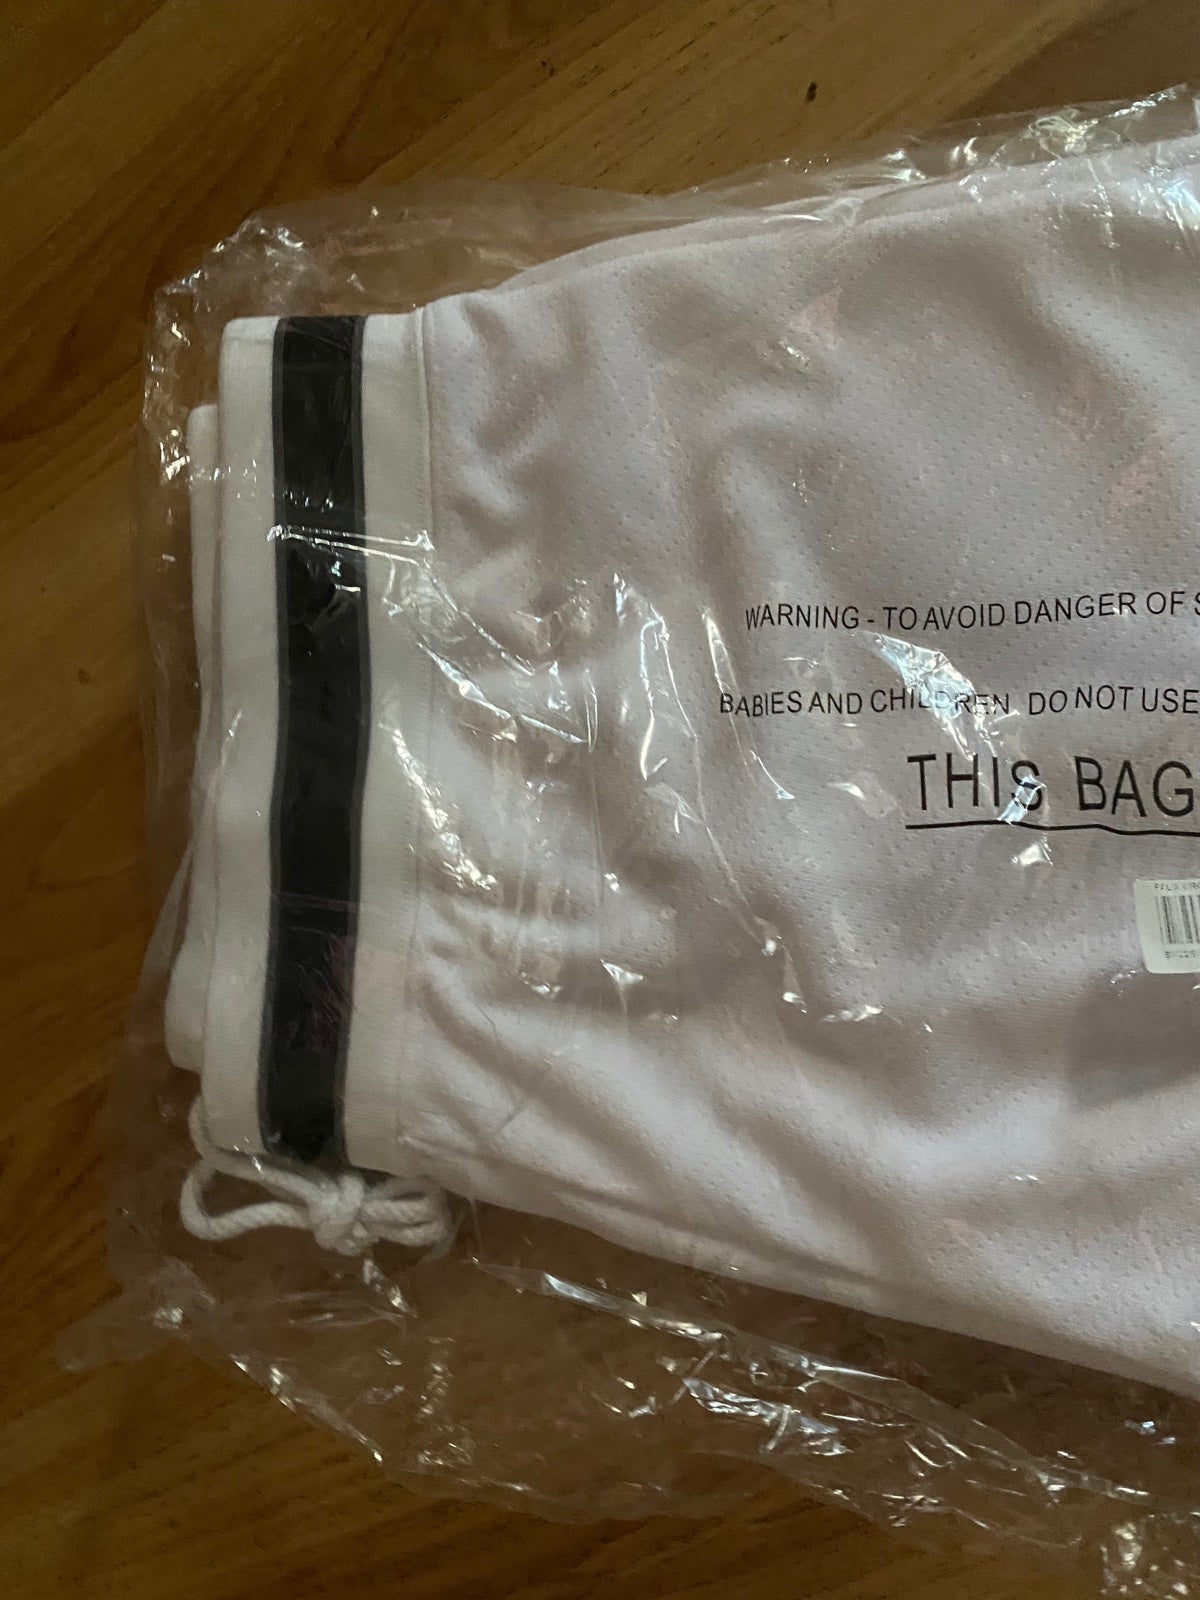 WARNING - TO AVOID DANGER OF S
BABIES AND CHILDREN DO NOT USE
THIS BAG